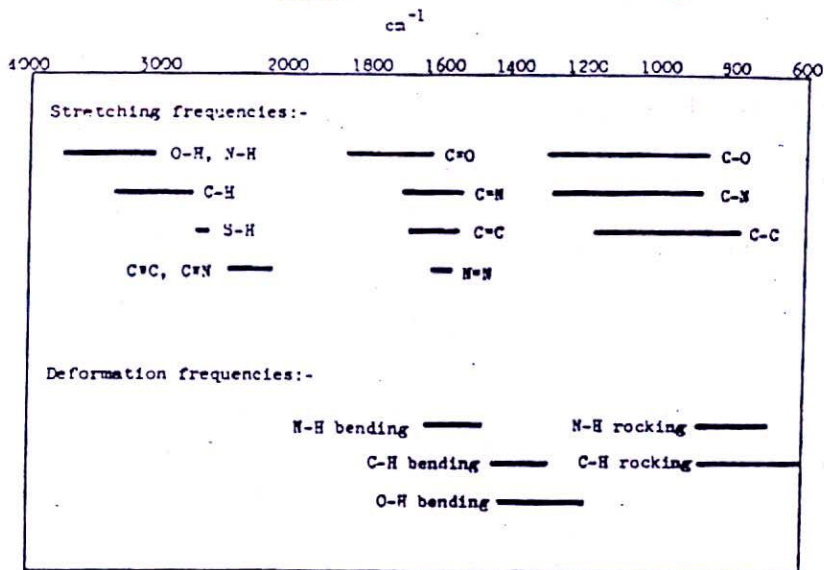 cm⁻¹
4000 3000 2000 1800 1600 1400 1200 1000 900 600
Stretching frequencies:-
O-H, N-H C=O C-O
C-H C=N C-N
S-H C=C C-C
C≡C, C≡N N=N
Deformation frequencies:-
N-H bending N-H rocking
C-H bending C-H rocking
O-H bending